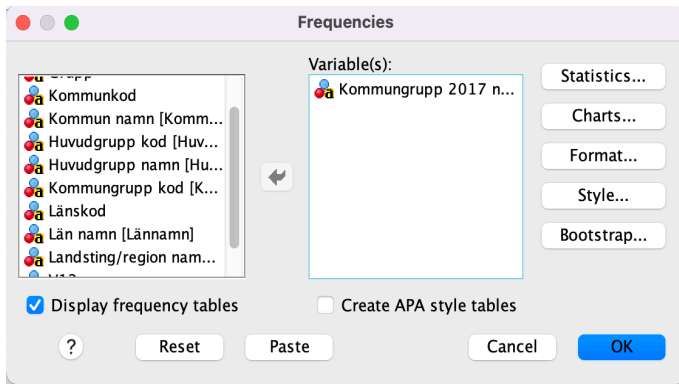 Frequencies
Variable(s):
Grupp
Kommunkod
Kommun namn [Komm...
Huvudgrupp kod [Huv...
Huvudgrupp namn [Hu...
Kommungrupp kod [K...
Länskod
Län namn [Lännamn]
Landsting/region nam...
V12
Kommungrupp 2017 n...
Statistics...
Charts...
Format...
Style...
Bootstrap...
Display frequency tables
Create APA style tables
?
Reset
Paste
Cancel
OK